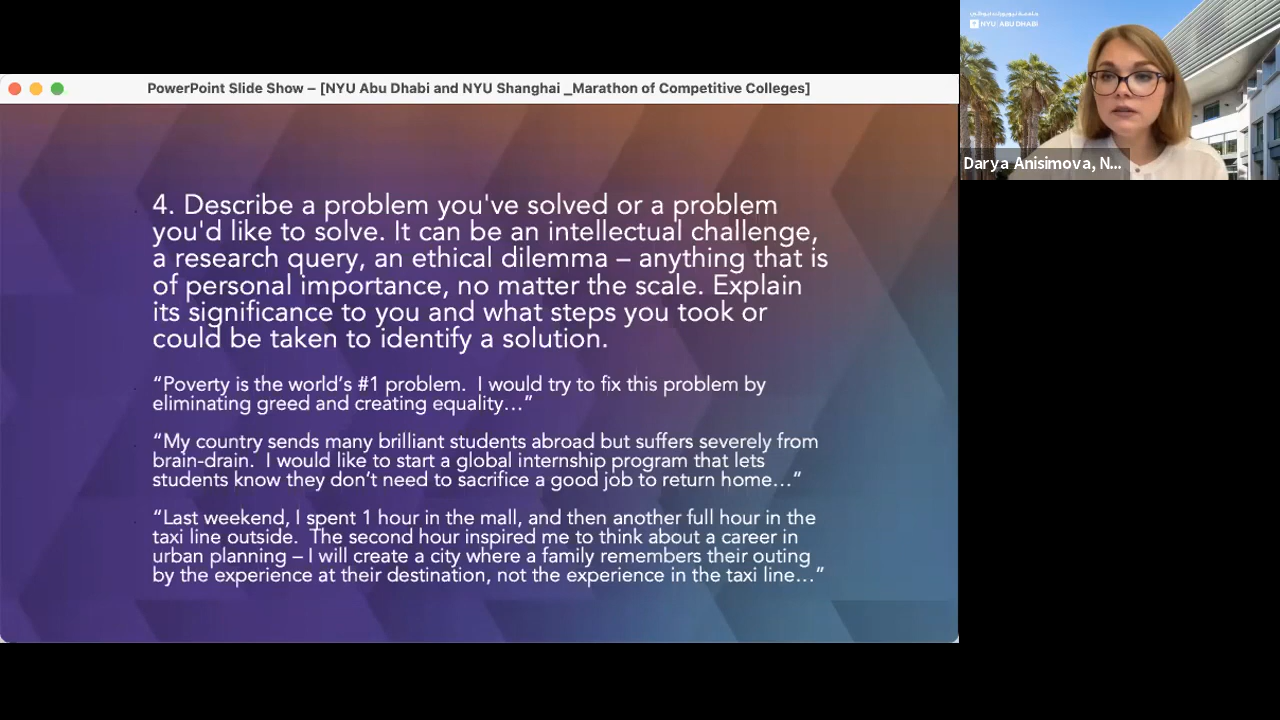 PowerPoint Slide Show – [NYU Abu Dhabi and NYU Shanghai _Marathon of Competitive Colleges]
4. Describe a problem you've solved or a problem
you'd like to solve. It can be an intellectual challenge,
a research query, an ethical dilemma – anything that is
of personal importance, no matter the scale. Explain
its significance to you and what steps you took or
could be taken to identify a solution.
“Poverty is the world’s #1 problem.  I would try to fix this problem by
eliminating greed and creating equality…”
“My country sends many brilliant students abroad but suffers severely from
brain-drain.  I would like to start a global internship program that lets
students know they don’t need to sacrifice a good job to return home…“
“Last weekend, I spent 1 hour in the mall, and then another full hour in the
taxi line outside.  The second hour inspired me to think about a career in
urban planning – I will create a city where a family remembers their outing
by the experience at their destination, not the experience in the taxi line…”
NYU ABU DHABI
Darya Anisimova, N...